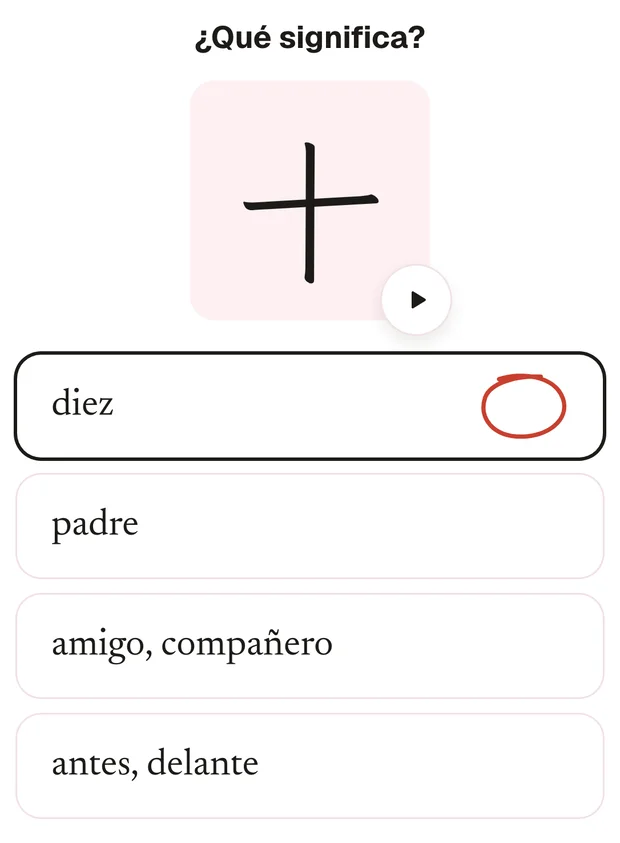 ¿Qué significa?
十
diez
padre
amigo, compañero
antes, delante